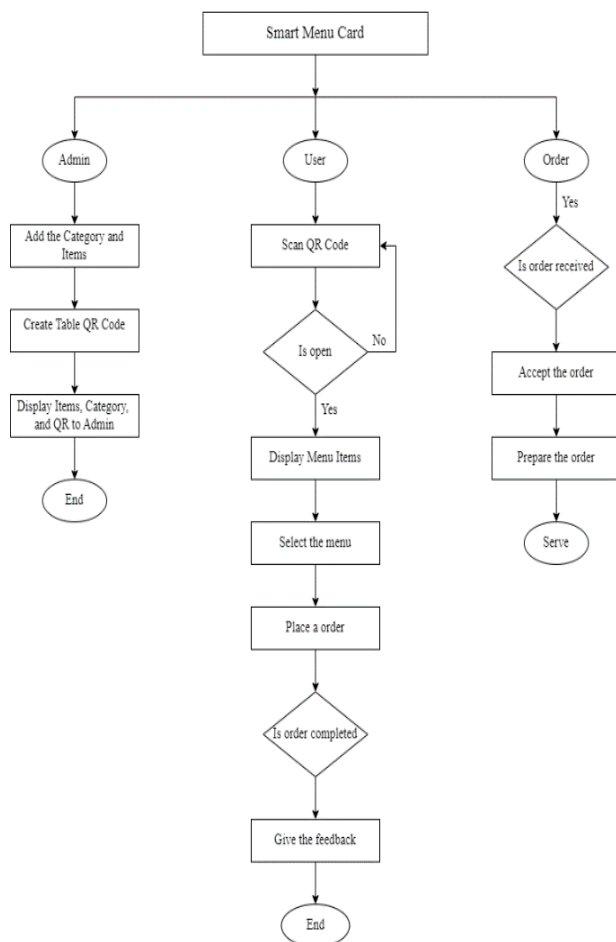 Smart Menu Card
Admin
User
Order
Yes
Add the Category and
Items
Scan QR Code
Is order received
Create Table QR Code
Is open
No
Accept the order
Yes
Display Items, Category,
and QR to Admin
Display Menu Items
Prepare the order
End
Select the menu
Serve
Place a order
Is order completed
Give the feedback
End